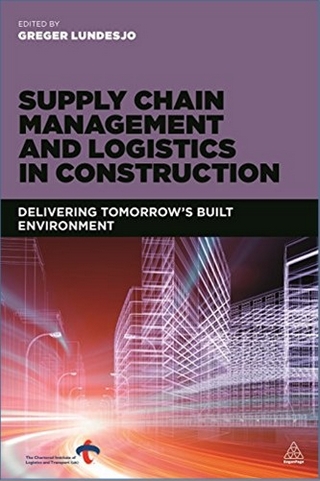 EDITED BY
GREGER LUNDESJO
SUPPLY CHAIN
MANAGEMENT
AND LOGISTICS
IN CONSTRUCTION
DELIVERING TOMORROW'S BUILT
ENVIRONMENT
The Chartered Institute of
Logistics and Transport (UK)
KoganPage